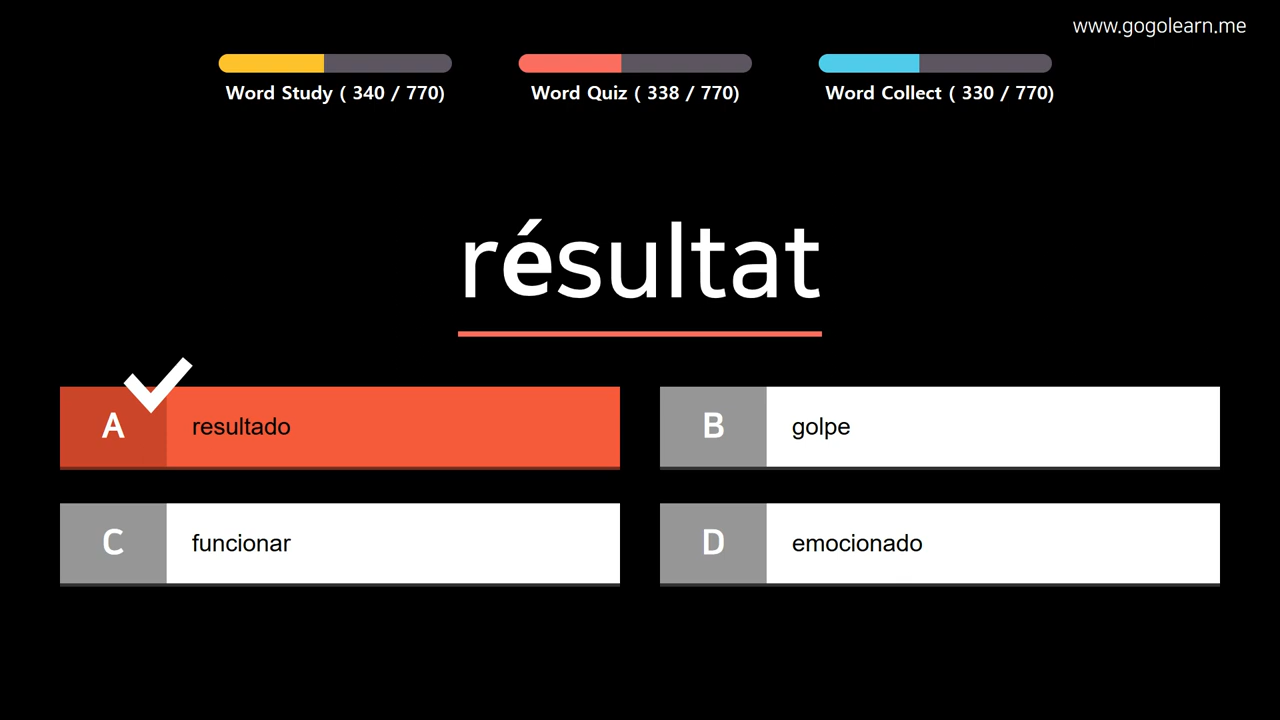 www.gogolearn.me
Word Study ( 340 / 770)
Word Quiz ( 338 / 770)
Word Collect ( 330 / 770)
résultat
A resultado
B golpe
C funcionar
D emocionado